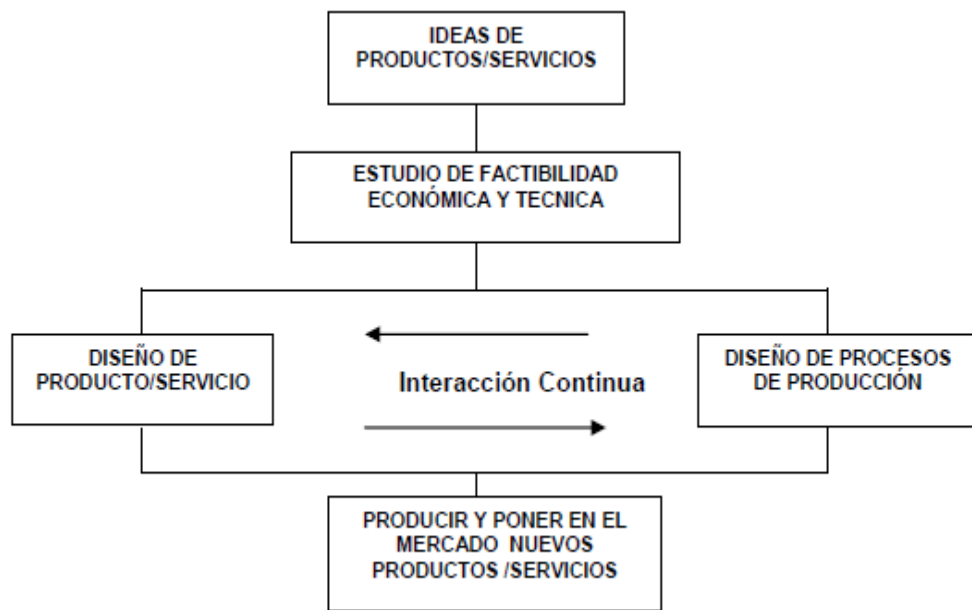 IDEAS DE
PRODUCTOS/SERVICIOS
ESTUDIO DE FACTIBILIDAD
ECONÓMICA Y TECNICA
DISEÑO DE
PRODUCTO/SERVICIO
Interacción Continua
DISEÑO DE PROCESOS
DE PRODUCCIÓN
PRODUCIR Y PONER EN EL
MERCADO NUEVOS
PRODUCTOS /SERVICIOS